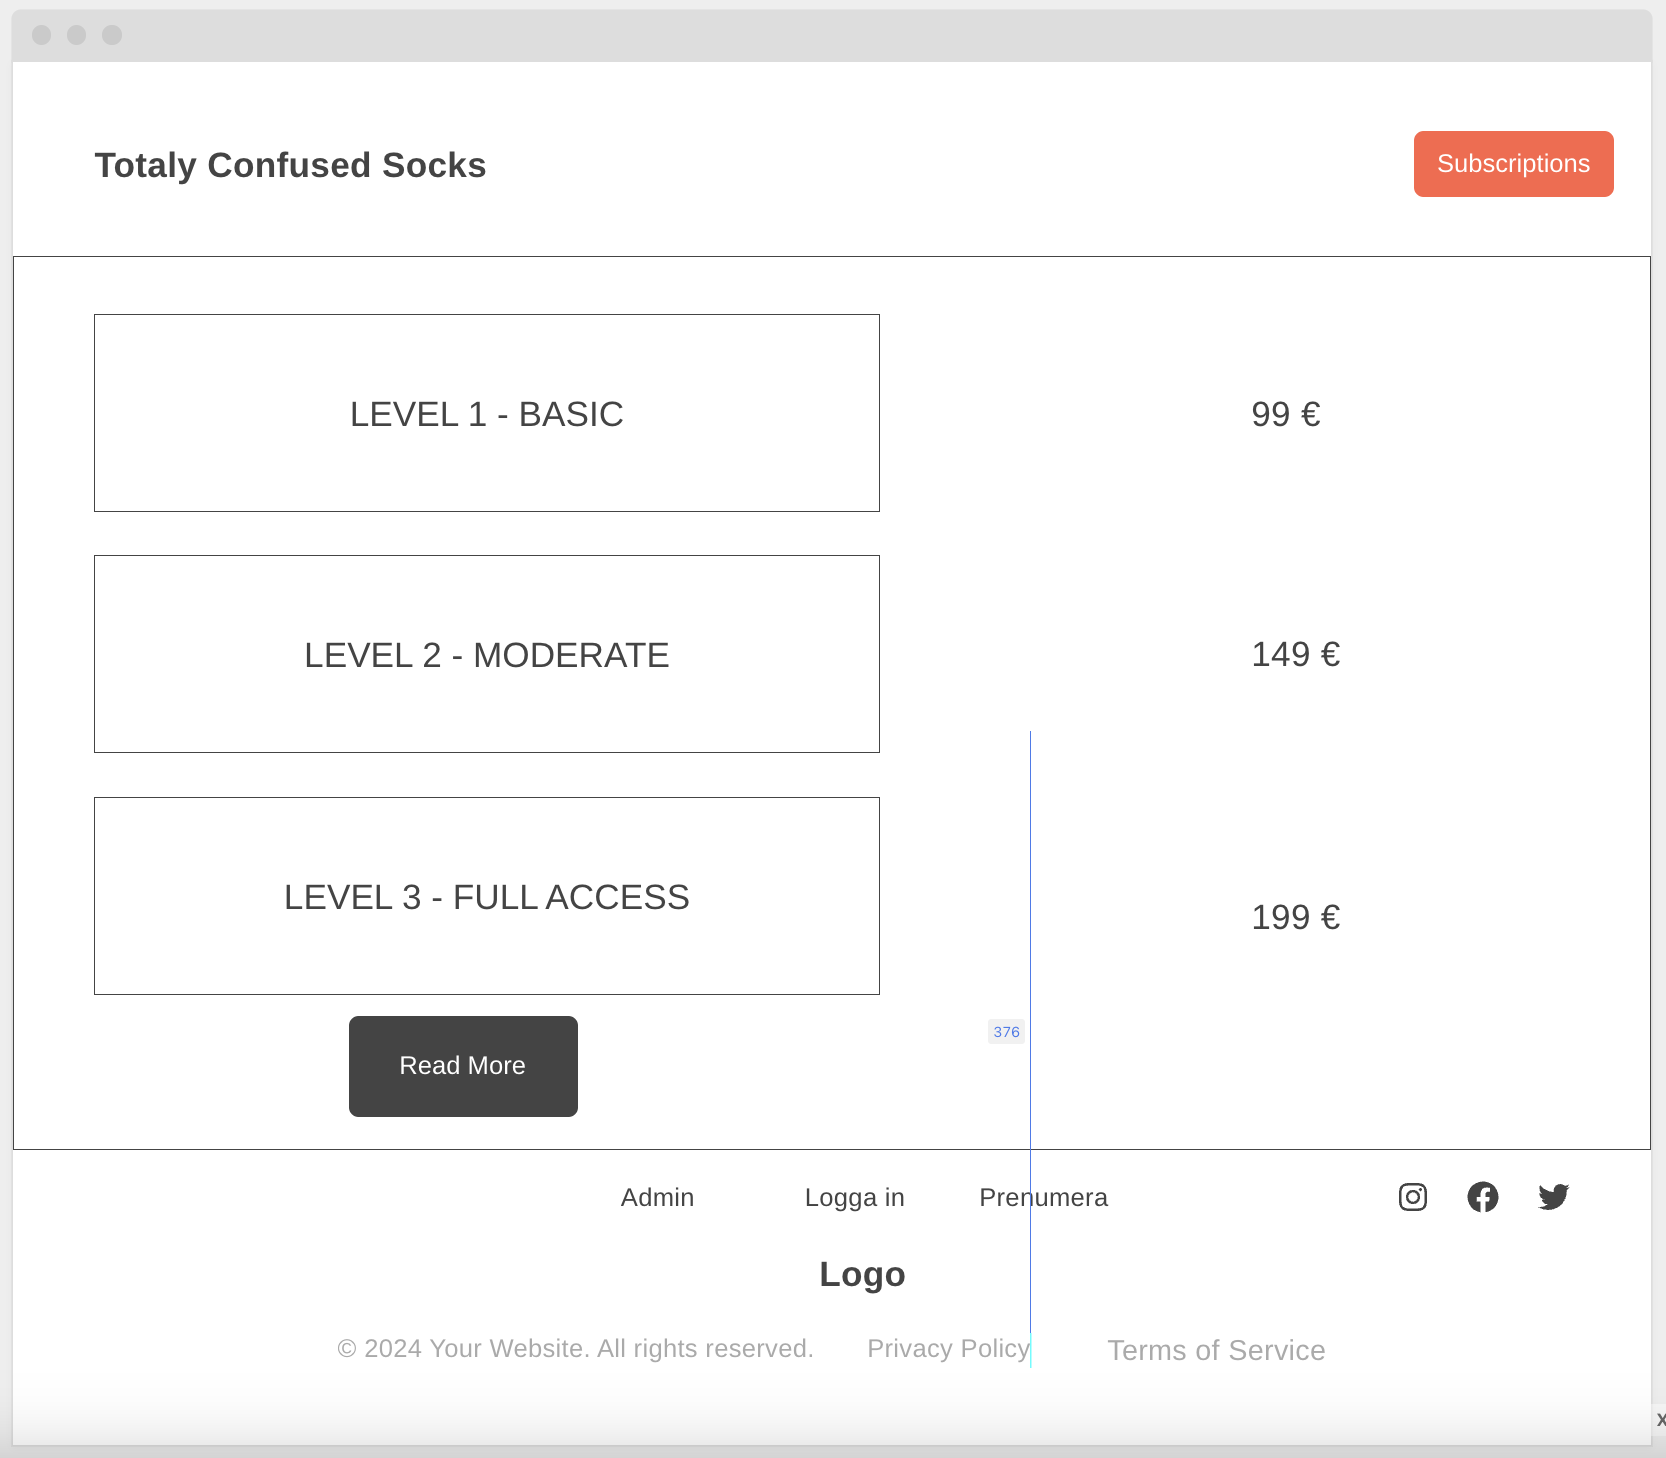 Totaly Confused Socks
Subscriptions
LEVEL 1 - BASIC
99 €
LEVEL 2 - MODERATE
149 €
LEVEL 3 - FULL ACCESS
199 €
376
Read More
Admin
Logga in
Prenumera
Logo
© 2024 Your Website. All rights reserved.
Privacy Policy
Terms of Service
X